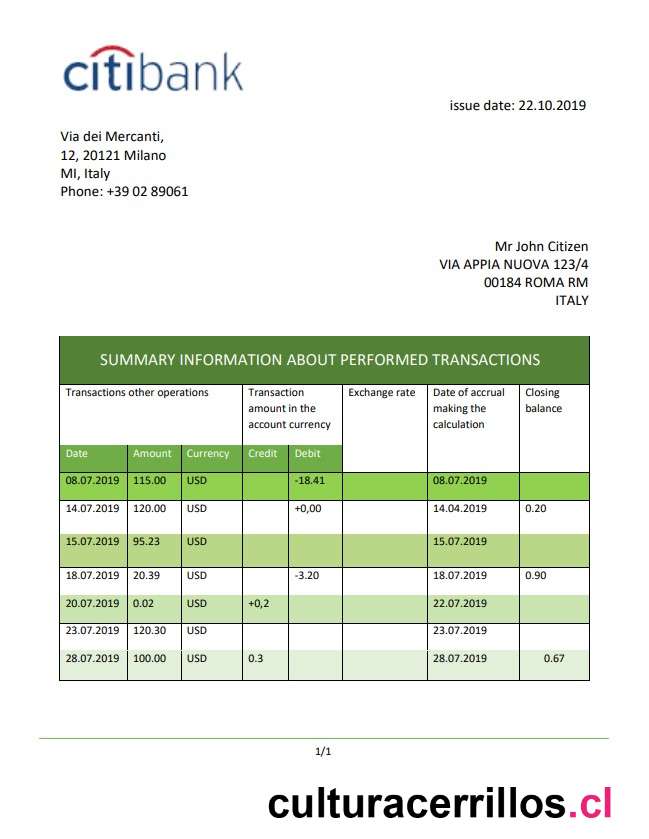 citibank
issue date: 22.10.2019
Via dei Mercanti,
12, 20121 Milano
MI, Italy
Phone: +39 02 89061
Mr John Citizen
VIA APPIA NUOVA 123/4
00184 ROMA RM
ITALY
SUMMARY INFORMATION ABOUT PERFORMED TRANSACTIONS
Transactions other operations Transaction amount in the account currency Exchange rate Date of accrual making the calculation Closing balance
Date Amount Currency Credit Debit
08.07.2019 115.00 USD -18.41 08.07.2019
14.07.2019 120.00 USD +0,00 14.04.2019 0.20
15.07.2019 95.23 USD 15.07.2019
18.07.2019 20.39 USD -3.20 18.07.2019 0.90
20.07.2019 0.02 USD +0,2 22.07.2019
23.07.2019 120.30 USD 23.07.2019
28.07.2019 100.00 USD 0.3 28.07.2019 0.67
1/1
culturacerrillos.cl